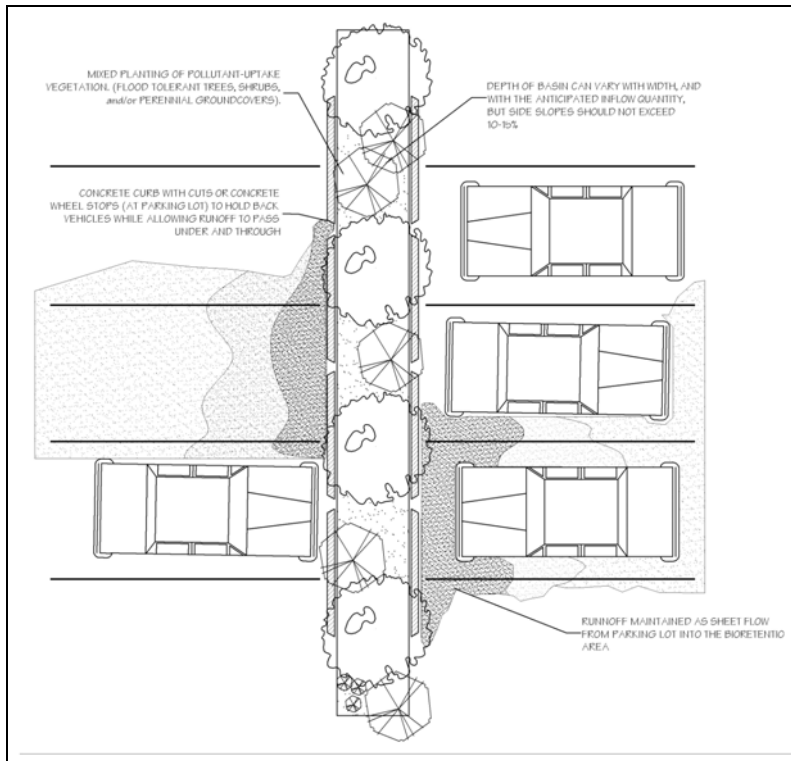 MIXED PLANTING OF POLLUTANT-UPTAKE
VEGETATION. (FLOOD TOLERANT TREES, SHRUBS,
and/or PERENNIAL GROUNDCOVERS).
DEPTH OF BASIN CAN VARY WITH WIDTH, AND
WITH THE ANTICIPATED INFLOW QUANTITY,
BUT SIDE SLOPES SHOULD NOT EXCEED
10-15%
CONCRETE CURB WITH CUTS OR CONCRETE
WHEEL STOPS (AT PARKING LOT) TO HOLD BACK
VEHICLES WHILE ALLOWING RUNOFF TO PASS
UNDER AND THROUGH
RUNNOFF MAINTAINED AS SHEET FLOW
FROM PARKING LOT INTO THE BIORETENTIO
AREA